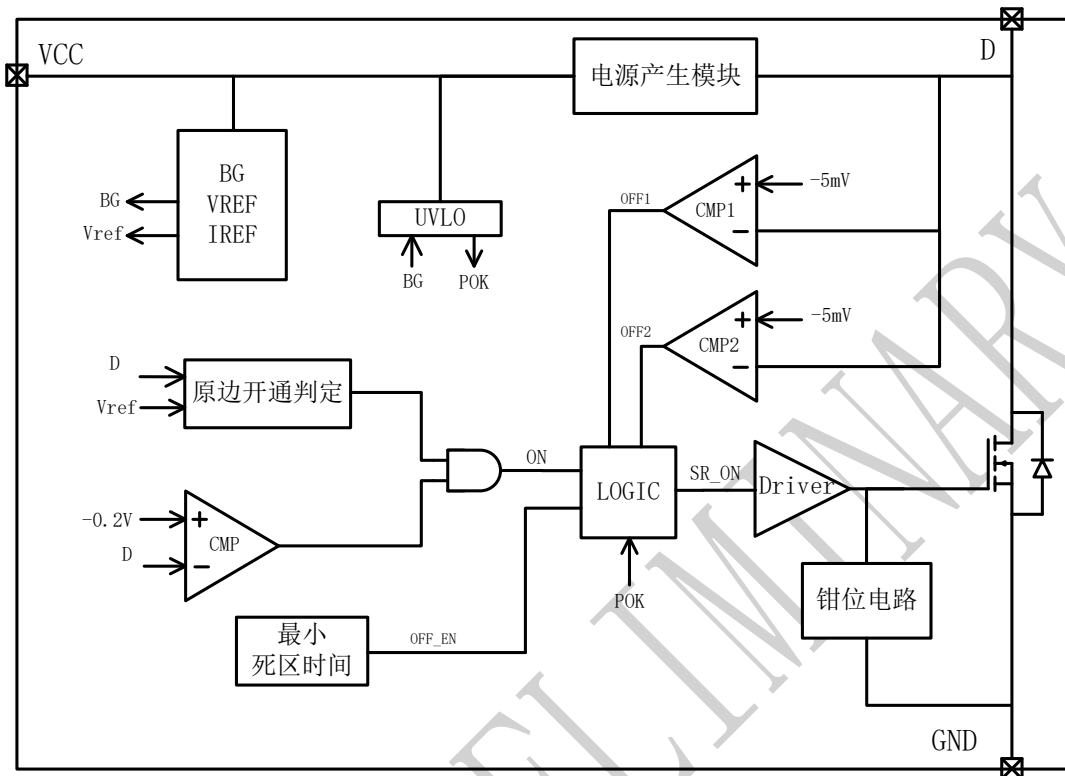 VCC
D
电源产生模块
BG
VREF
IREF
BG
Vref
UVLO
BG
POK
OFF1
CMP1
+
-5mV
-
OFF2
CMP2
+
-5mV
-
D
Vref
原边开通判定
ON
LOGIC
SR_ON
Driver
-0.2V
+
D
-
CMP
POK
钳位电路
最小
死区时间
OFF_EN
GND
ELIMINARY